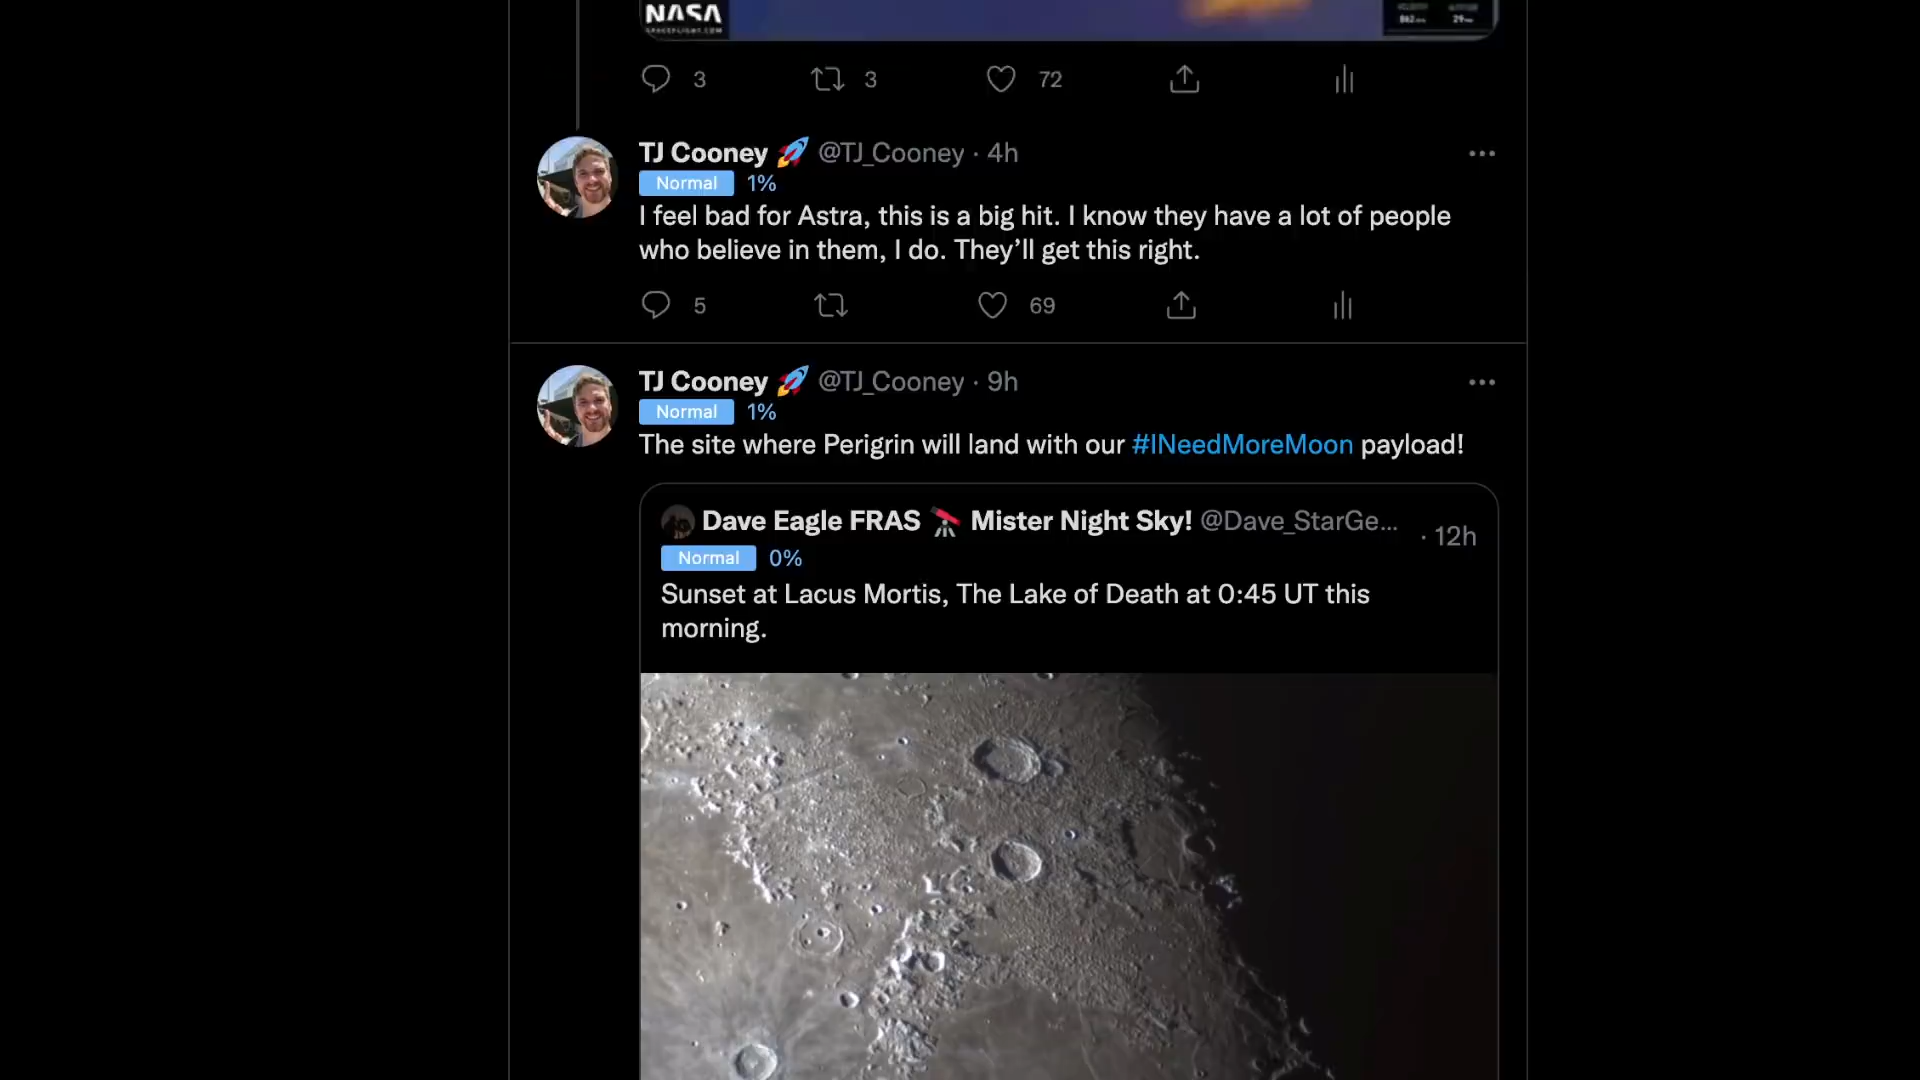 NASA
SPACEFLIGHT.COM
3 3 72
TJ Cooney 🚀 @TJ_Cooney · 4h
Normal 1%
I feel bad for Astra, this is a big hit. I know they have a lot of people
who believe in them, I do. They’ll get this right.
5 69
TJ Cooney 🚀 @TJ_Cooney · 9h
Normal 1%
The site where Perigrin will land with our #INeedMoreMoon payload!
Dave Eagle FRAS 🔭 Mister Night Sky! @Dave_StarGe... · 12h
Normal 0%
Sunset at Lacus Mortis, The Lake of Death at 0:45 UT this
morning.